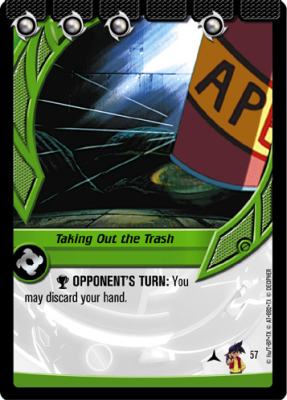 AP
Taking Out the Trash
OPPONENT'S TURN: You
may discard your hand.
57